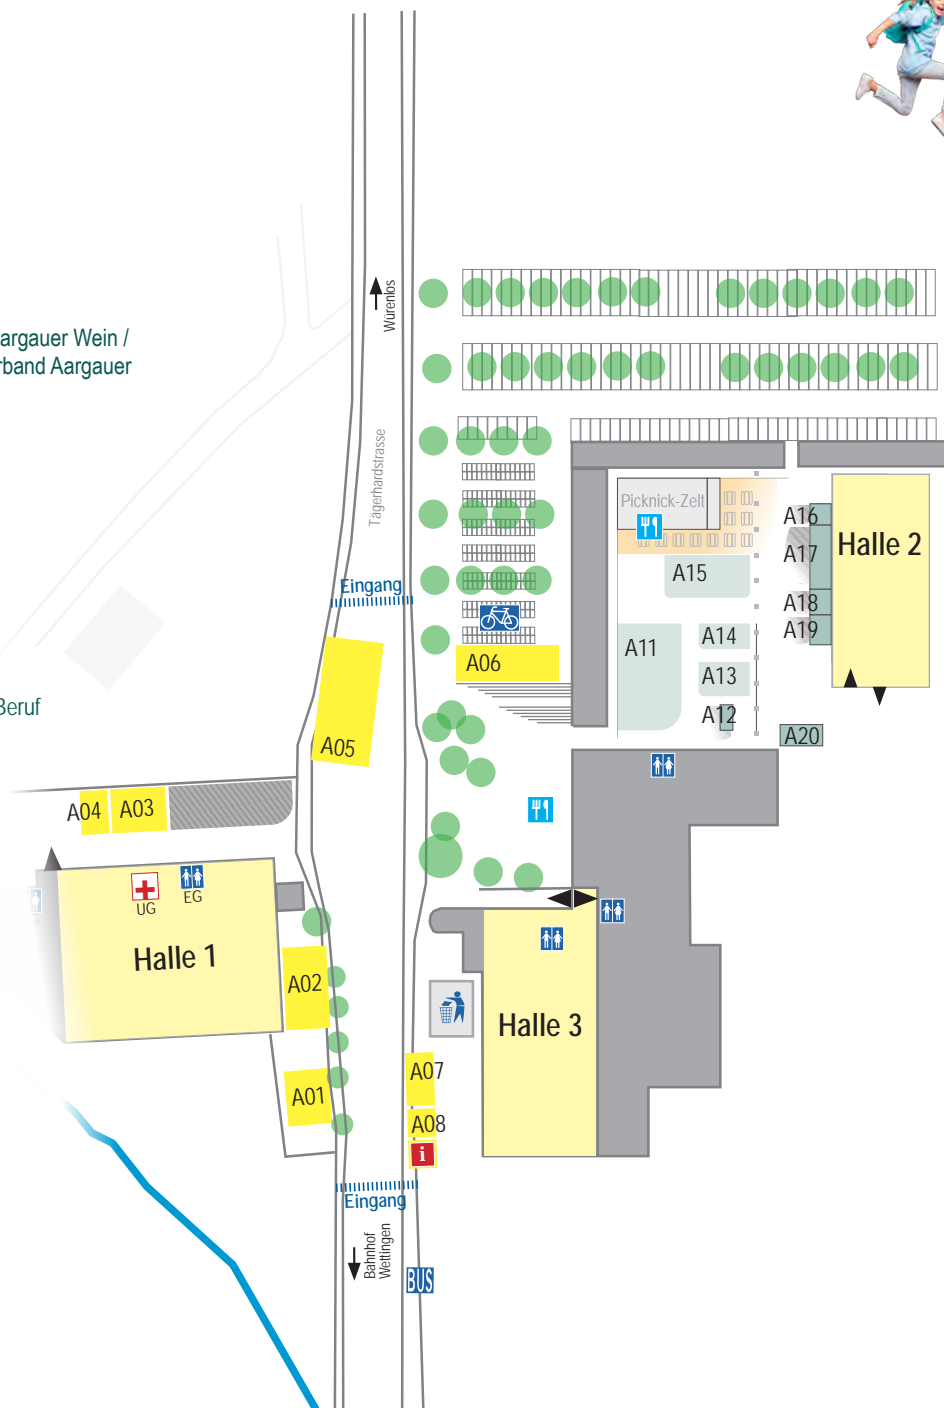 Würenlos
argauer Wein /
rband Aargauer
Tägerhardstrasse
Picknick-Zelt
A16
Halle 2
A17
A15
Eingang
A18
A19
A14
A11
A06
A13
Beruf
A12
A20
A05
A04
A03
UG
EG
Halle 1
A02
Halle 3
A07
A01
A08
i
Eingang
Bahnhof
Wettingen
BUS